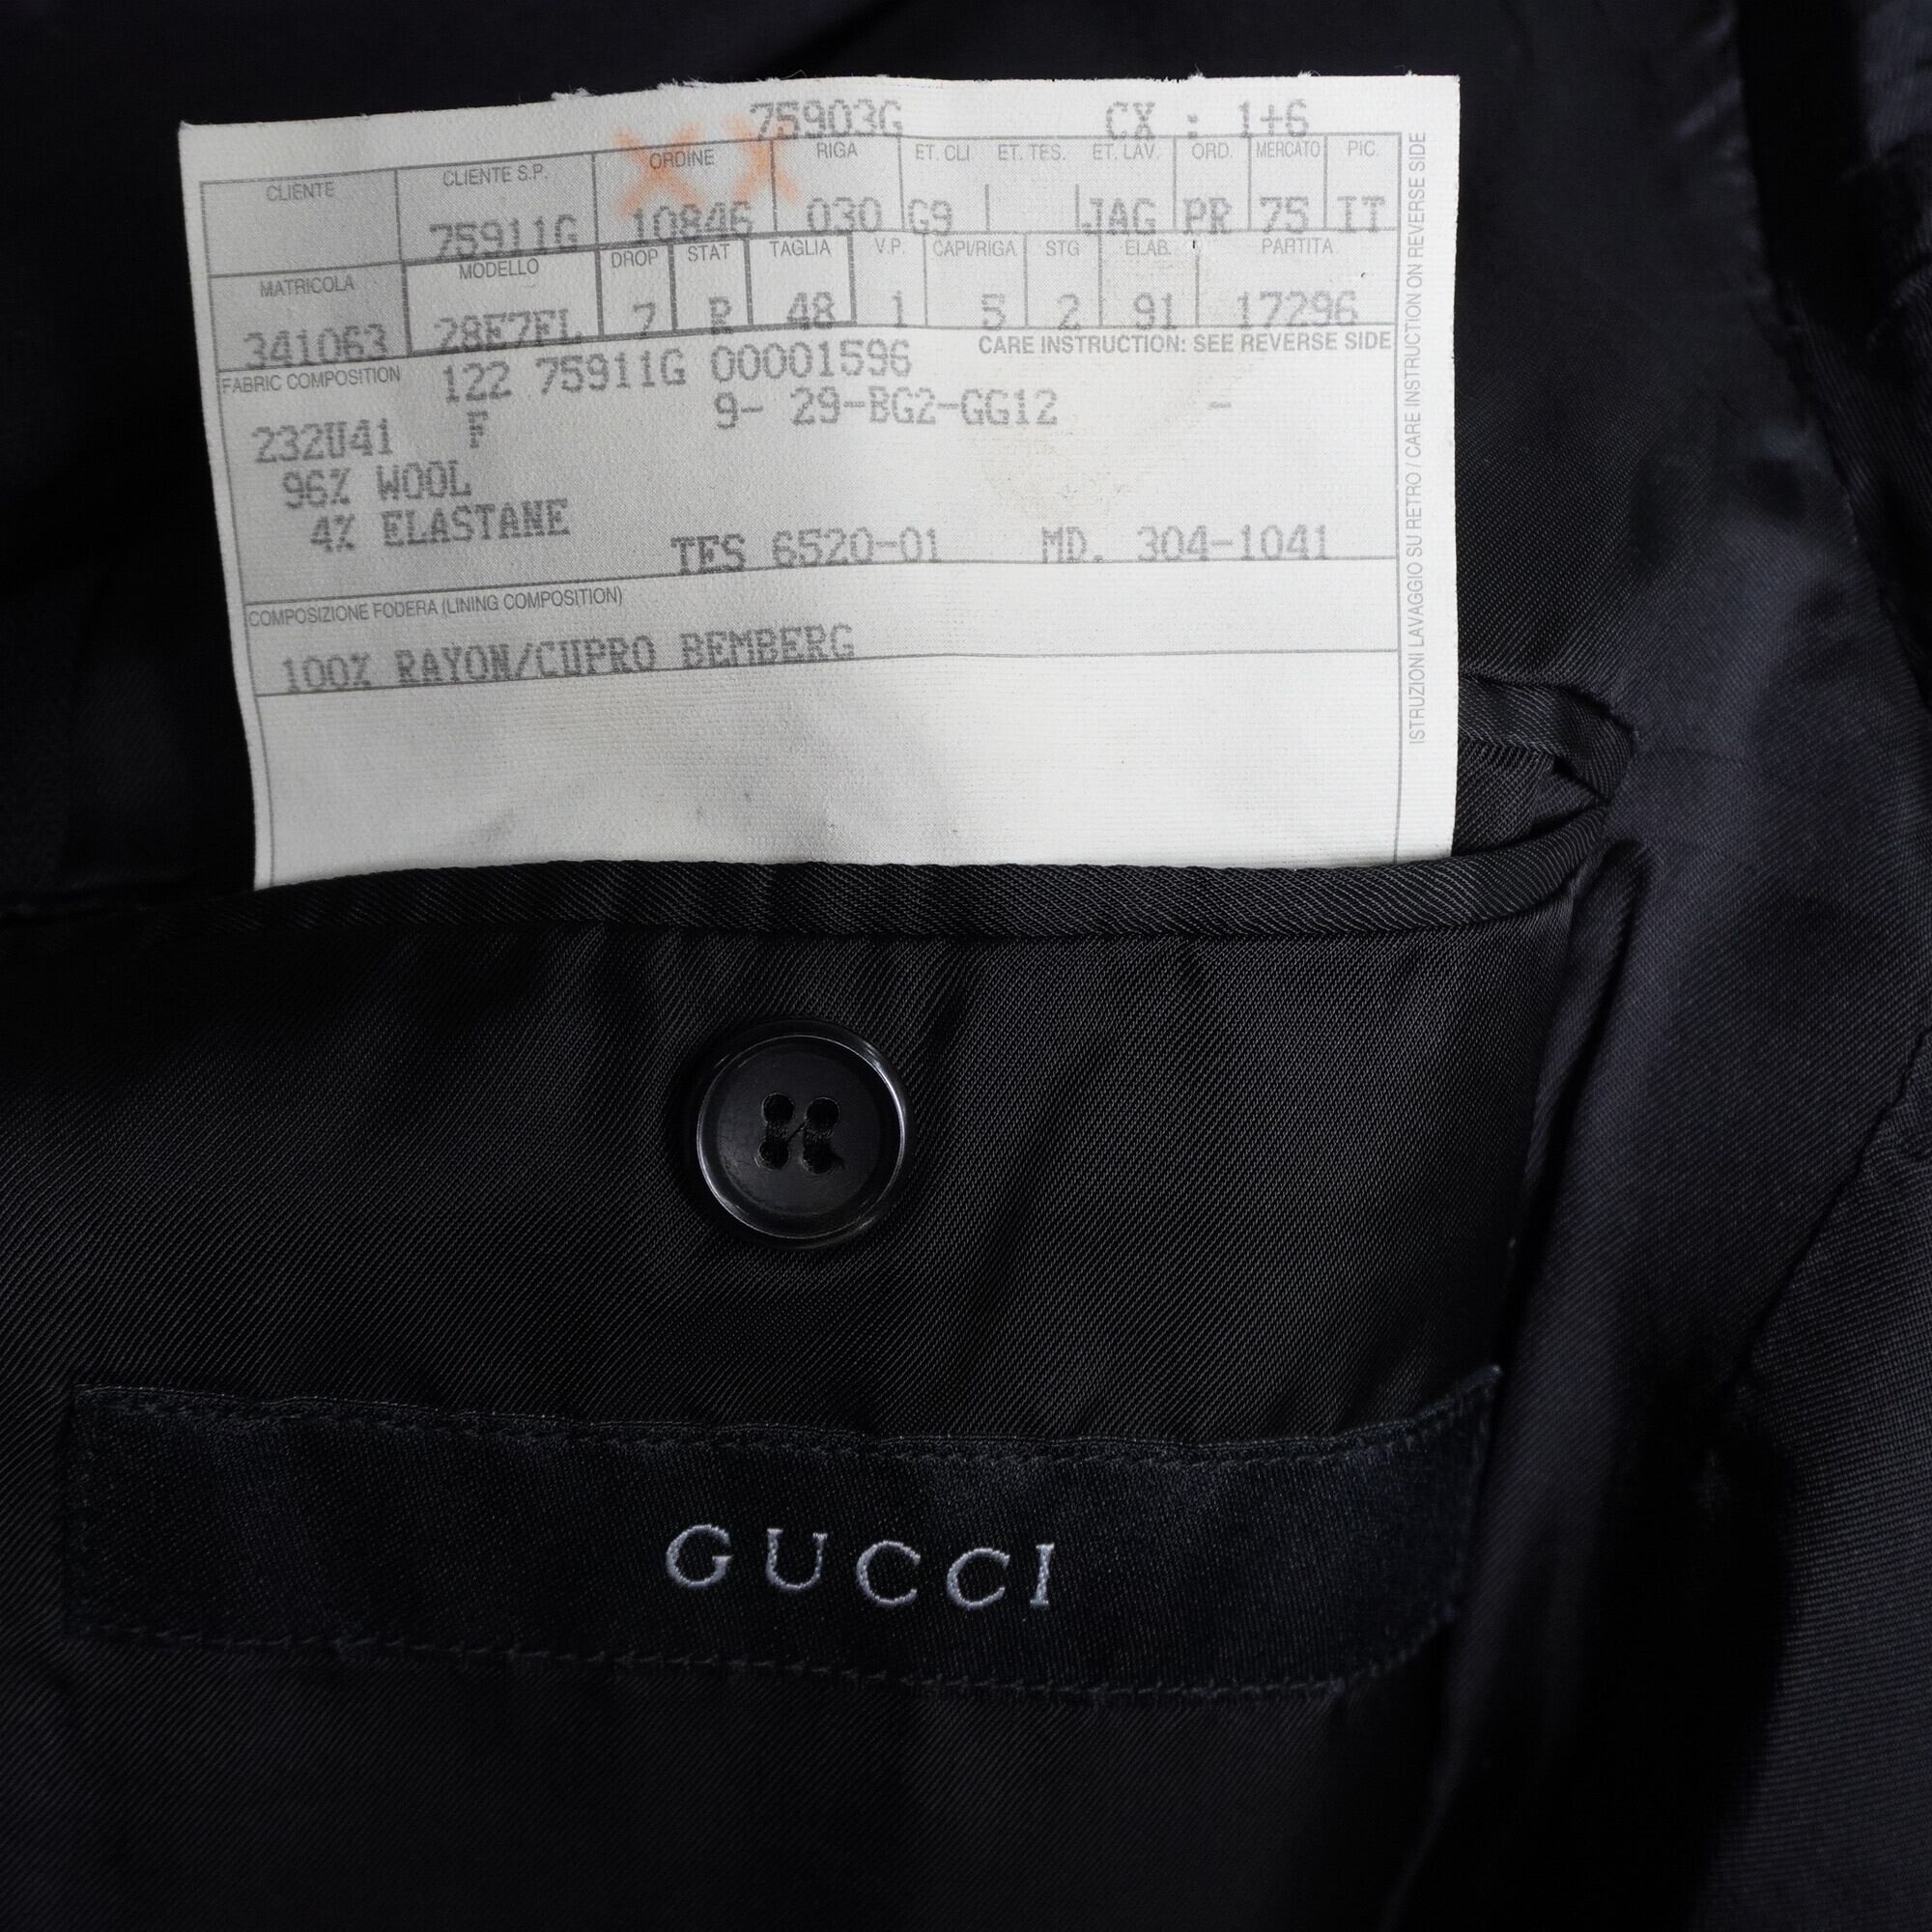 75903G CX : 1+6
CLIENTE CLIENTE S.P. ORDINE RIGA ET. CLI ET. TES. ET. LAV. ORD. MERCATO PIC.
75911G 10846 030 G9 JAG PR 75 IT
MATRICOLA MODELLO DROP STAT TAGLIA V.P. CAPI/RIGA STG ELAB. PARTITA
341063 28E7EL 7 R 48 1 5 2 91 17296
FABRIC COMPOSITION 122 75911G 00001596 CARE INSTRUCTION: SEE REVERSE SIDE
232U41 F 9- 29-BG2-GG12 -
96% WOOL
4% ELASTANE
TES 6520-01 MD. 304-1041
COMPOSIZIONE FODERA (LINING COMPOSITION)
100% RAYON/CUPRO BEMBERG
ISTRUZIONI LAVAGGIO SU RETRO / CARE INSTRUCTION ON REVERSE SIDE
GUCCI